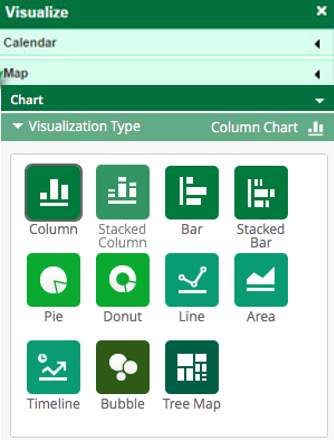 Visualize
Calendar
Map
Chart
Visualization Type Column Chart
Column Stacked Column Bar Stacked Bar
Pie Donut Line Area
Timeline Bubble Tree Map